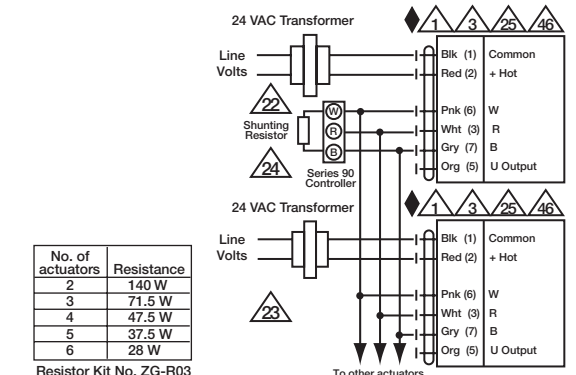 24 VAC Transformer
1 3 25 46
Line
Volts
Blk (1) Common
Red (2) + Hot
22
Pnk (6) W
Wht (3) R
Gry (7) B
Org (5) U Output
W
R
B
Shunting
Resistor
24
Series 90
Controller
24 VAC Transformer
1 3 25 46
Line
Volts
Blk (1) Common
Red (2) + Hot
23
Pnk (6) W
Wht (3) R
Gry (7) B
Org (5) U Output
To other actuators
No. of
actuators Resistance
2 140 W
3 71.5 W
4 47.5 W
5 37.5 W
6 28 W
Resistor Kit No. ZG-R03